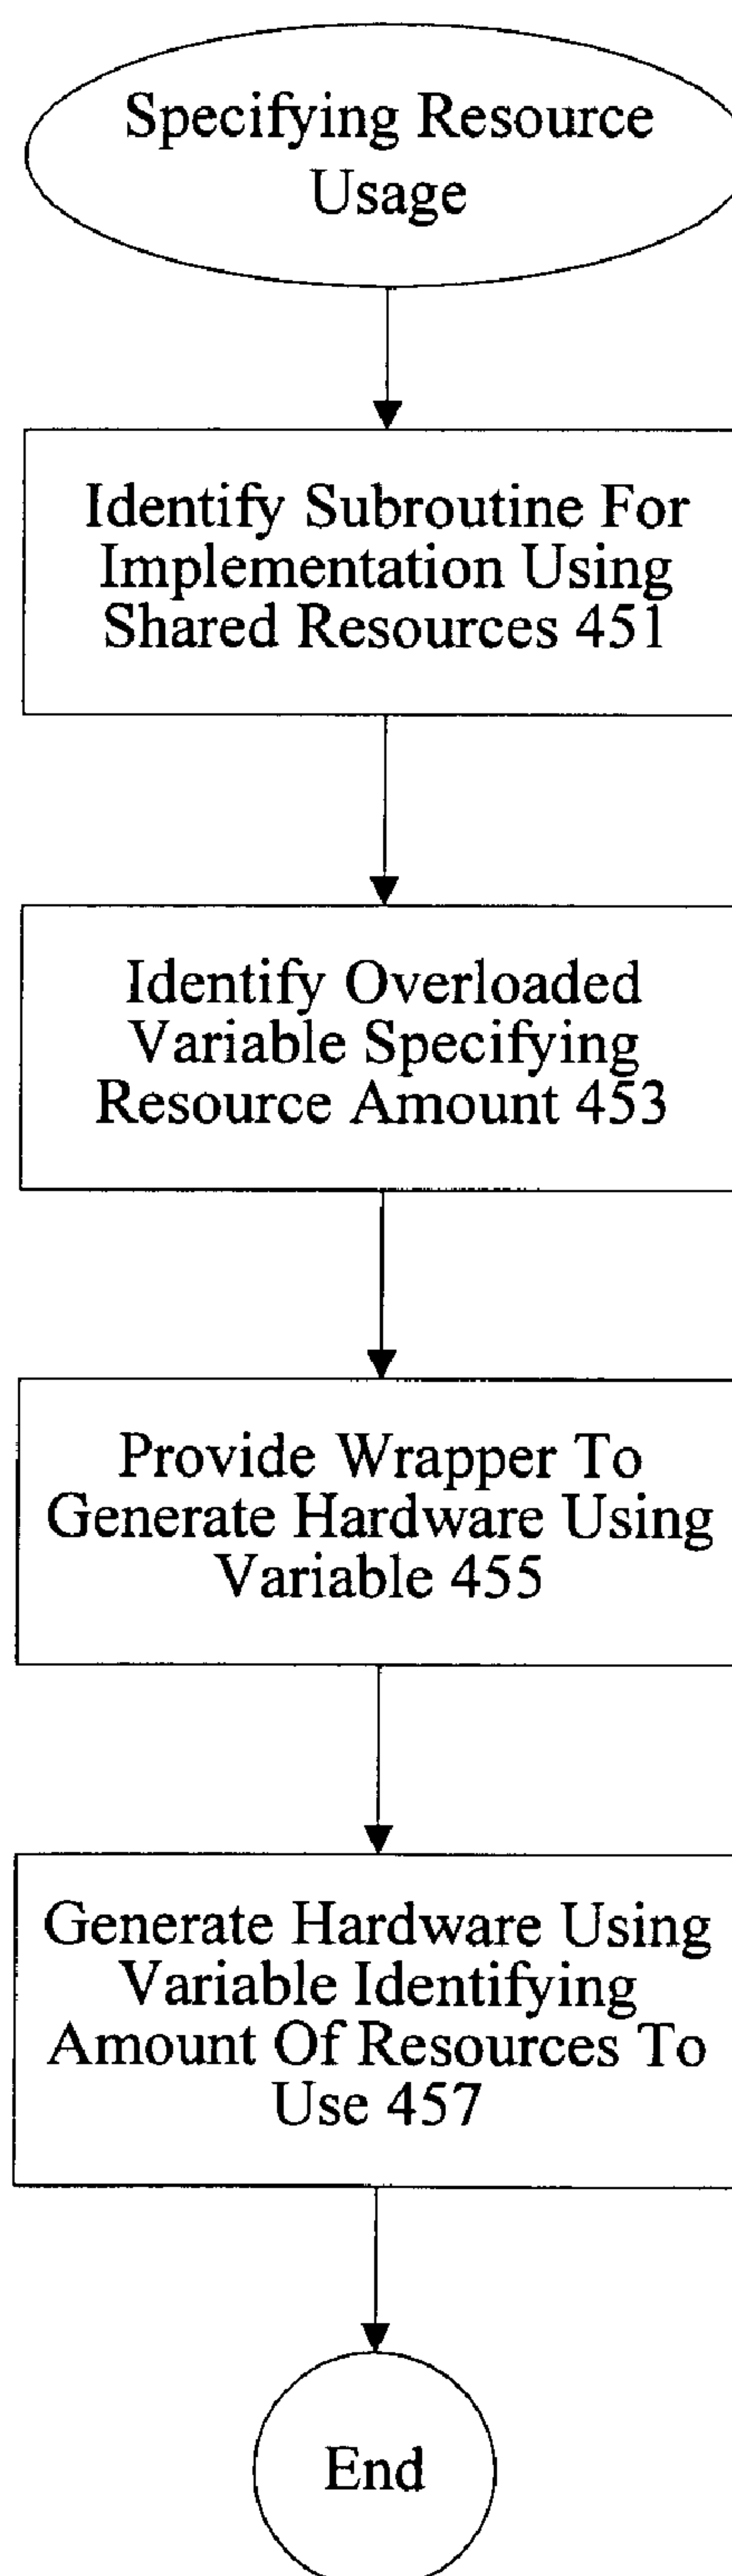 Specifying Resource
Usage
Identify Subroutine For
Implementation Using
Shared Resources 451
Identify Overloaded
Variable Specifying
Resource Amount 453
Provide Wrapper To
Generate Hardware Using
Variable 455
Generate Hardware Using
Variable Identifying
Amount Of Resources To
Use 457
End